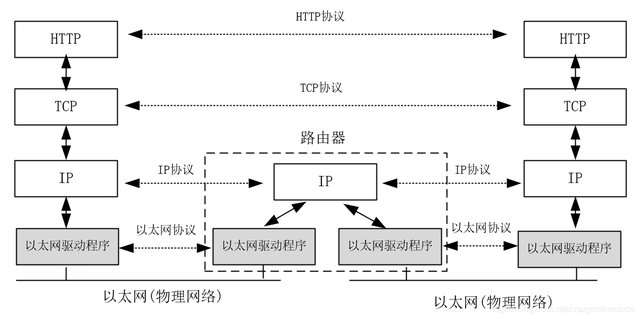 HTTP协议
HTTP
HTTP
TCP协议
TCP
TCP
路由器
IP协议
IP协议
IP
IP
IP
以太网协议
以太网协议
以太网驱动程序
以太网驱动程序
以太网驱动程序
以太网驱动程序
以太网(物理网络)
以太网(物理网络)